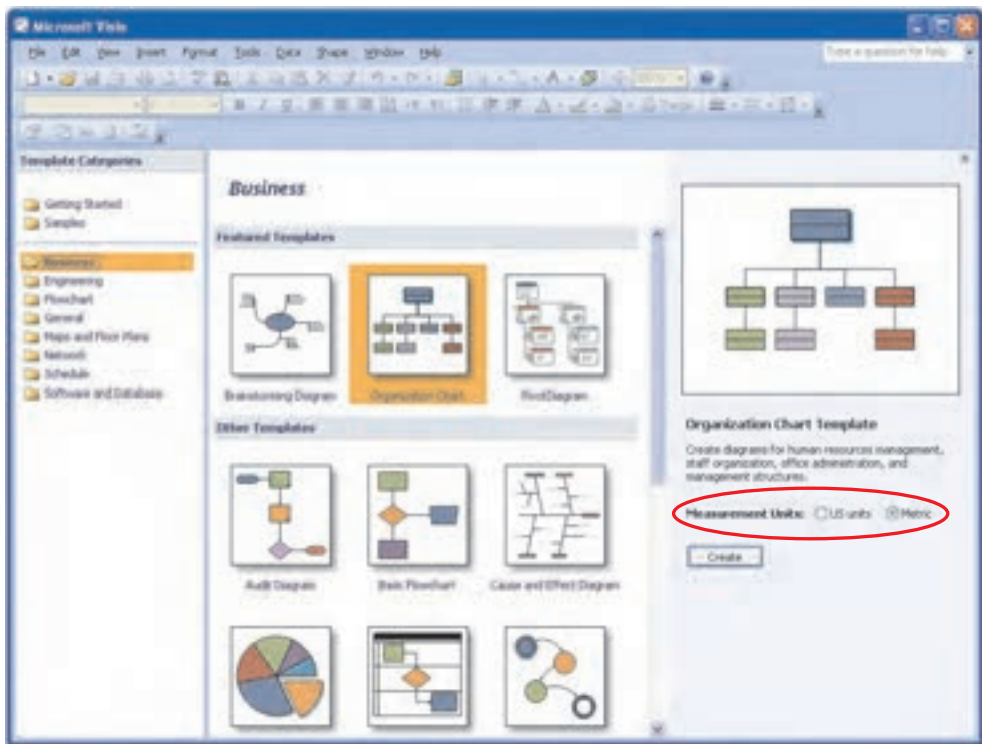 Microsoft Visio
File Edit View Insert Format Tools Data Shape Window Help
Type a question for help
Template Categories
Getting Started
Samples
Business
Engineering
Flowchart
General
Maps and Floor Plans
Network
Schedule
Software and Database
Business
Featured Templates
Brainstorming Diagram
Organization Chart
PivotDiagram
Other Templates
Audit Diagram
Basic Flowchart
Cause and Effect Diagram
Organization Chart Template
Create diagrams for human resources management,
staff organization, office administration, and
management structures.
Measurement Units: US units Metric
Create